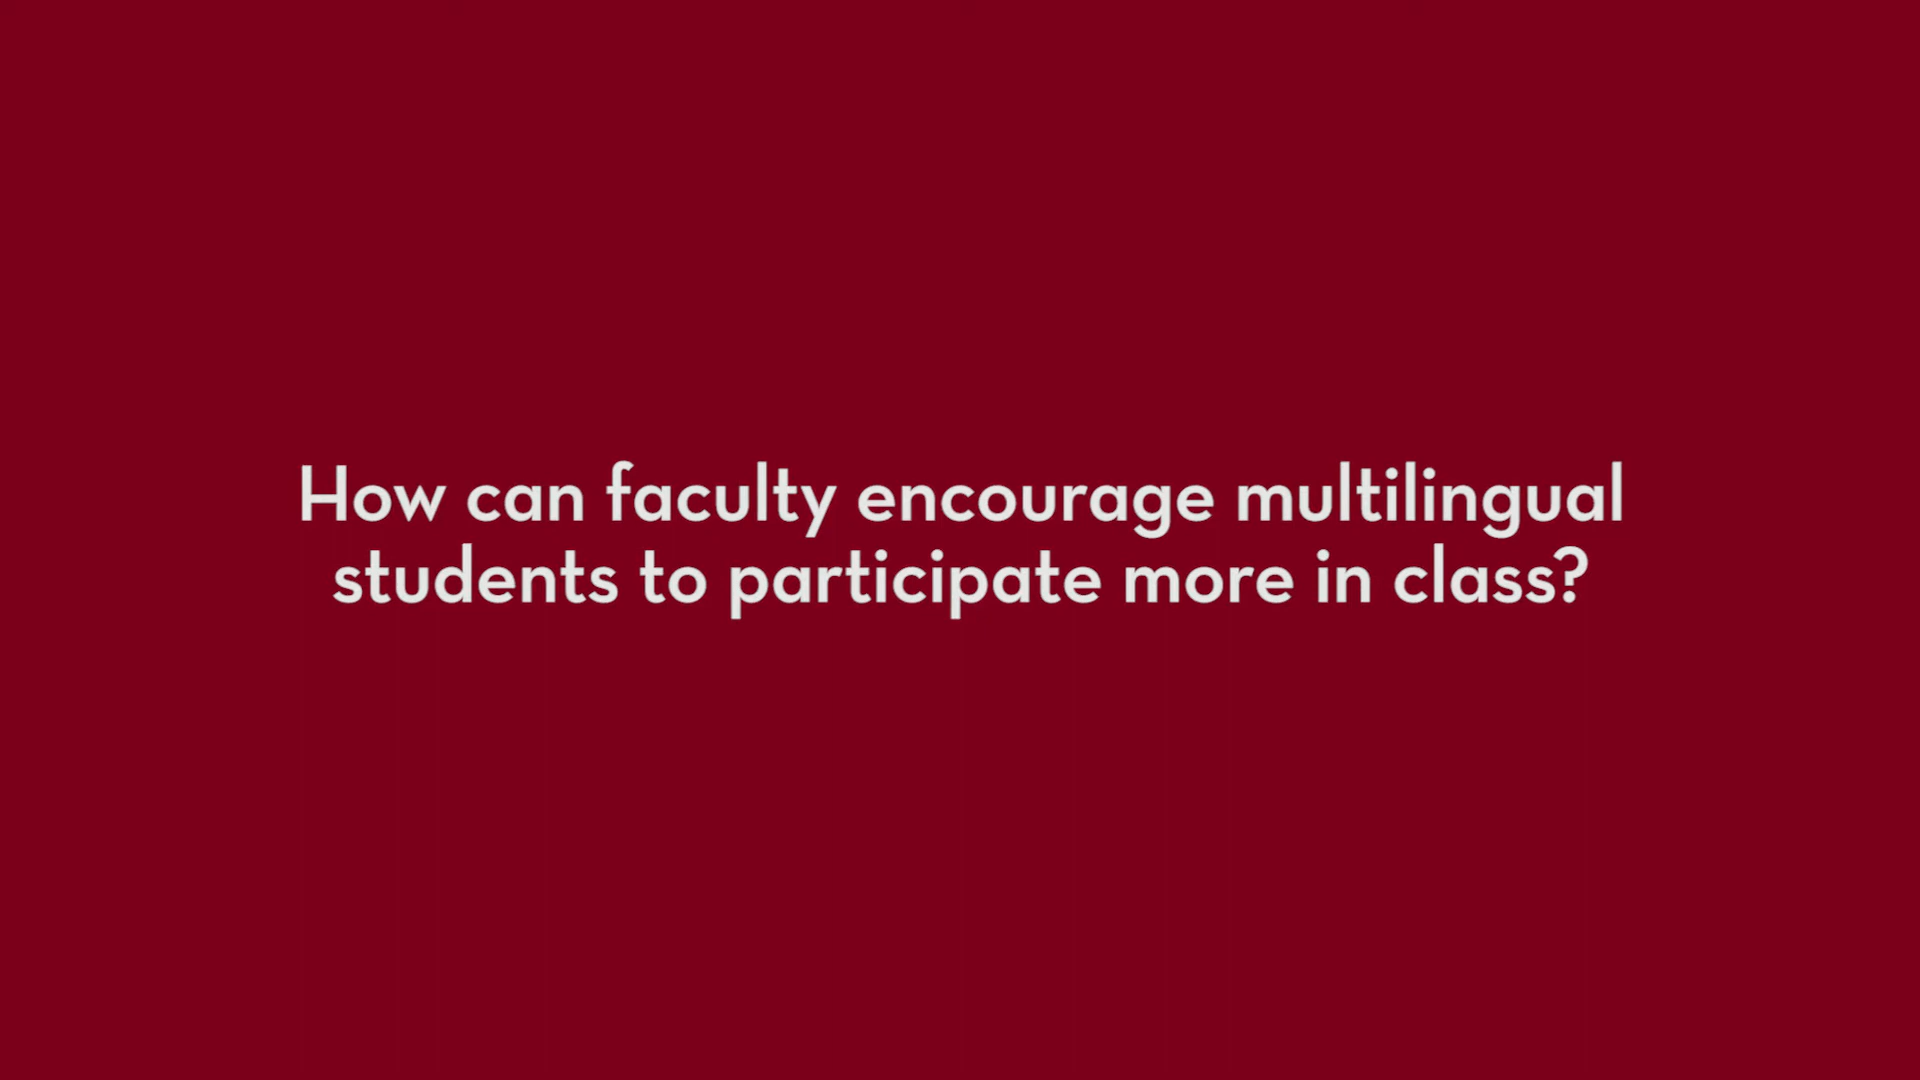 How can faculty encourage multilingual
students to participate more in class?